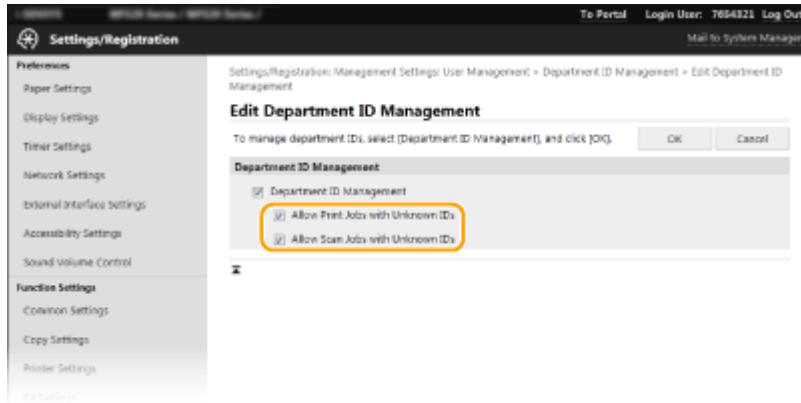 To Portal Login User: 7654321 Log Out
Settings/Registration
Mail to System Manager
Preferences
Paper Settings
Display Settings
Timer Settings
Network Settings
External Interface Settings
Accessibility Settings
Sound Volume Control
Function Settings
Common Settings
Copy Settings
Printer Settings
Settings/Registration: Management Settings: User Management > Department ID Management > Edit Department ID
Management
Edit Department ID Management
To manage department IDs, select [Department ID Management], and click [OK].
OK
Cancel
Department ID Management
Department ID Management
Allow Print Jobs with Unknown IDs
Allow Scan Jobs with Unknown IDs